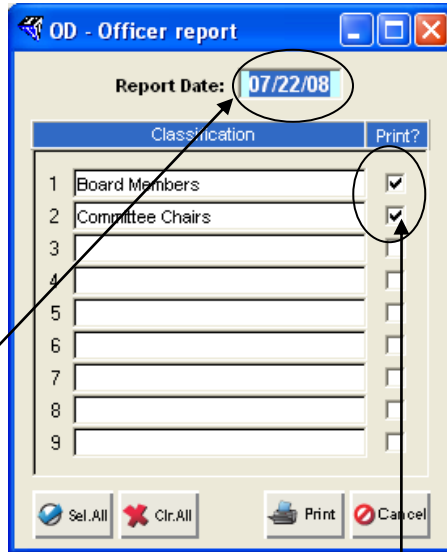 OD - Officer report
Report Date: 07/22/08
Classification Print?
1 Board Members
2 Committee Chairs
3
4
5
6
7
8
9
Sel.All Clr.All Print Cancel